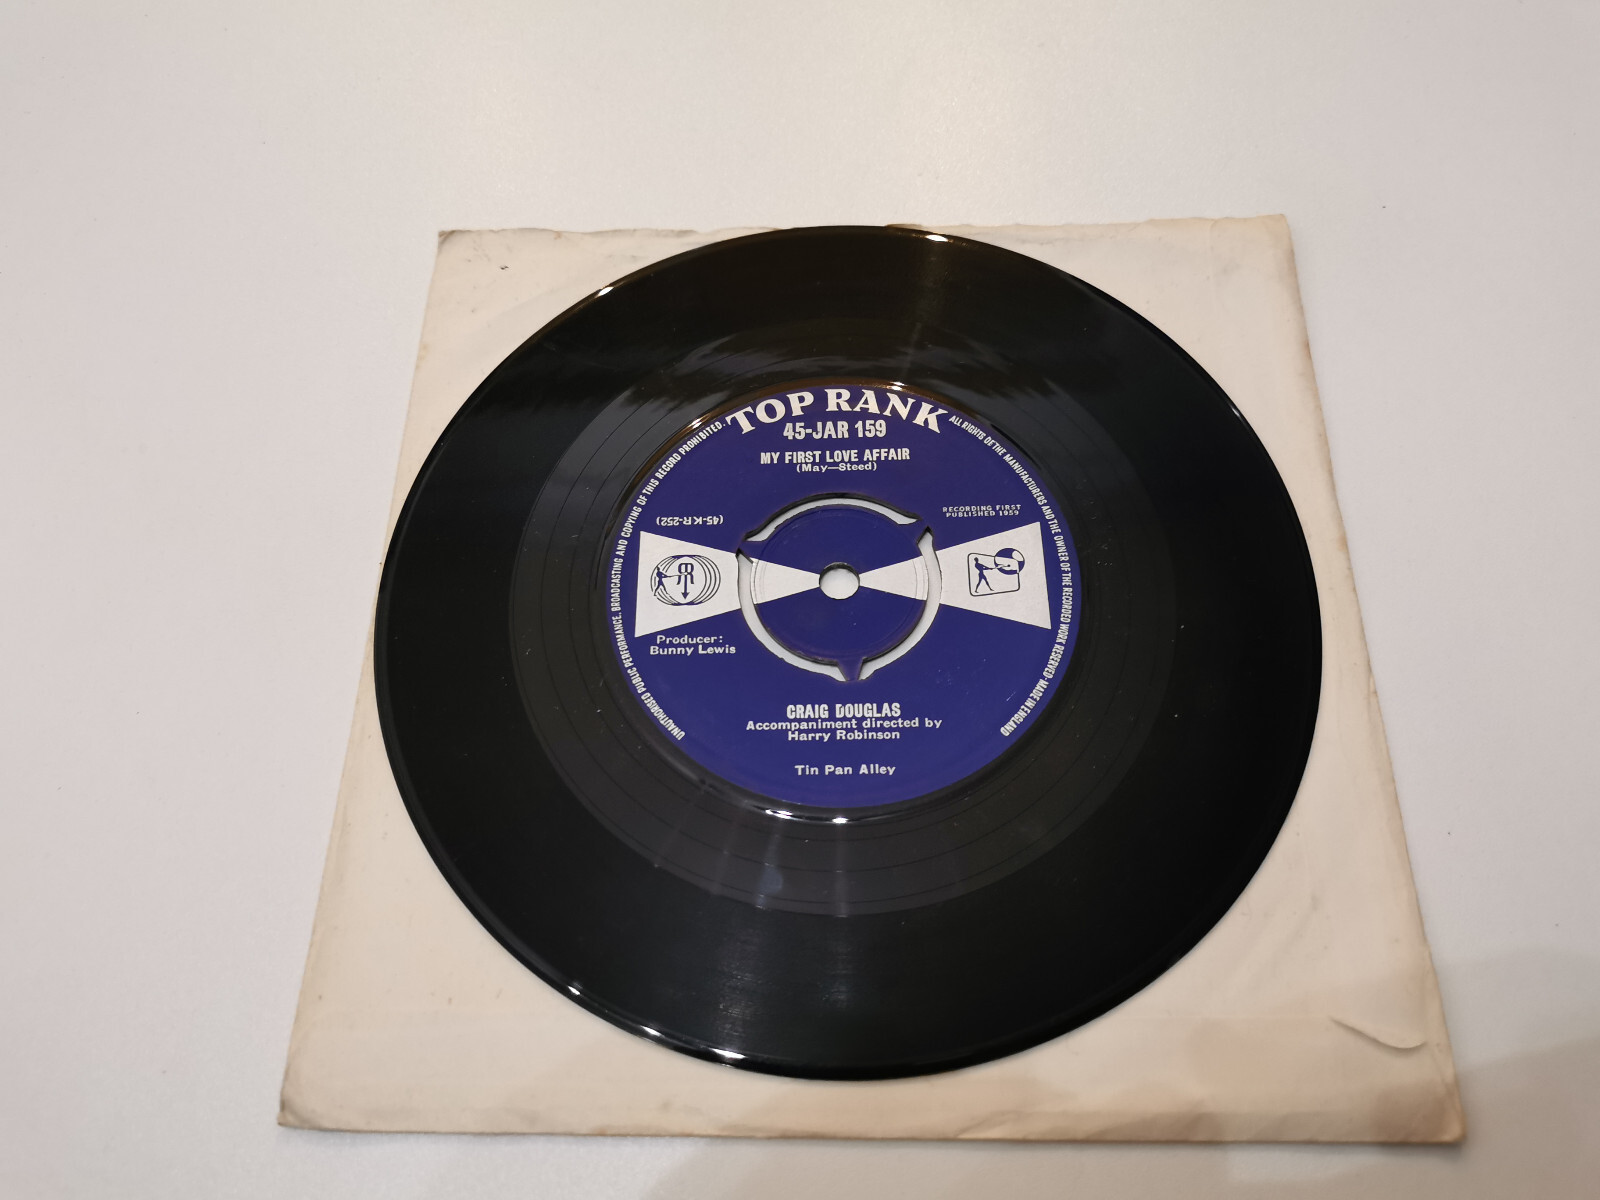 TOP RANK
45-JAR 159
MY FIRST LOVE AFFAIR
(May—Steed)
(45-KR-252)
RECORDING FIRST
PUBLISHED 1959
Producer:
Bunny Lewis
CRAIG DOUGLAS
Accompaniment directed by
Harry Robinson
Tin Pan Alley
UNAUTHORISED PUBLIC PERFORMANCE, BROADCASTING AND COPYING OF THIS RECORD PROHIBITED.
ALL RIGHTS OF THE MANUFACTURERS AND THE OWNER OF THE RECORDED WORK RESERVED-MADE IN ENGLAND